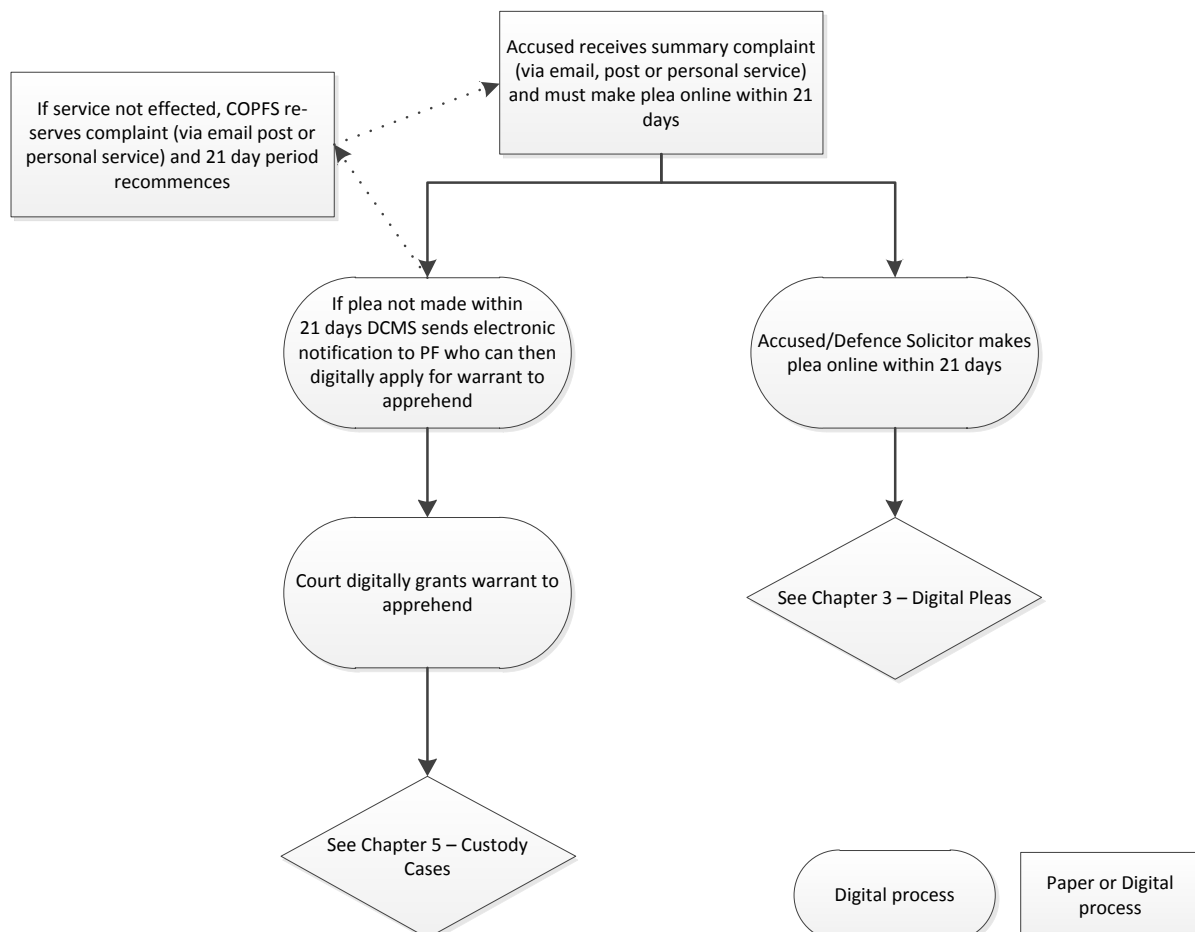 Accused receives summary complaint
(via email, post or personal service)
and must make plea online within 21
days
If service not effected, COPFS re-
serves complaint (via email post or
personal service) and 21 day period
recommences
If plea not made within
21 days DCMS sends electronic
notification to PF who can then
digitally apply for warrant to
apprehend
Accused/Defence Solicitor makes
plea online within 21 days
Court digitally grants warrant to
apprehend
See Chapter 3 – Digital Pleas
See Chapter 5 – Custody
Cases
Digital process
Paper or Digital
process